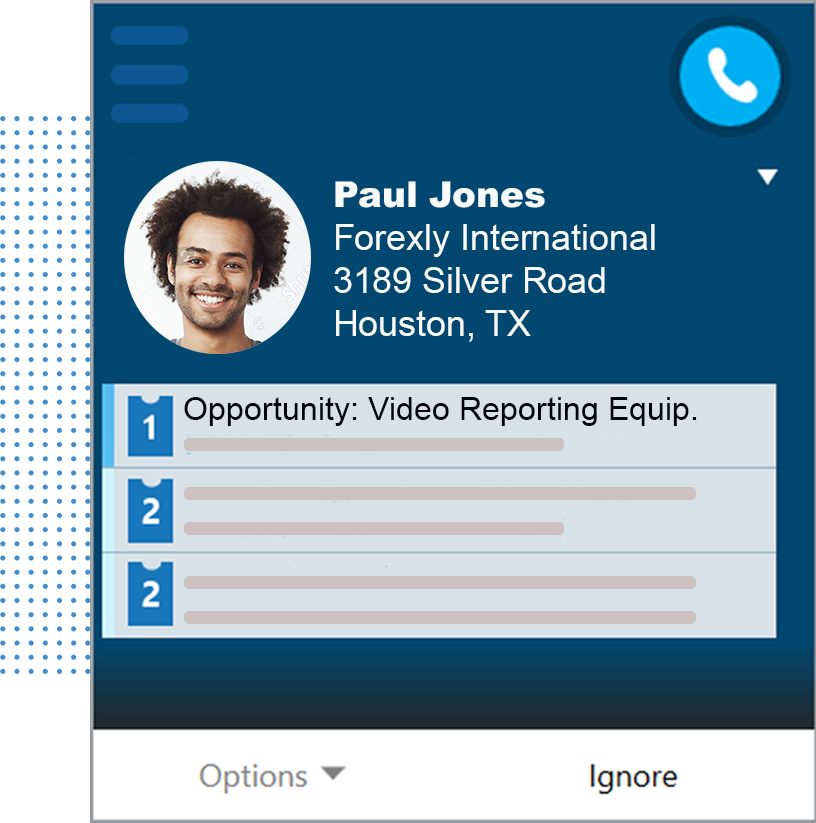 Paul Jones
Forexly International
3189 Silver Road
Houston, TX
1 Opportunity: Video Reporting Equip.
2
2
Options
Ignore